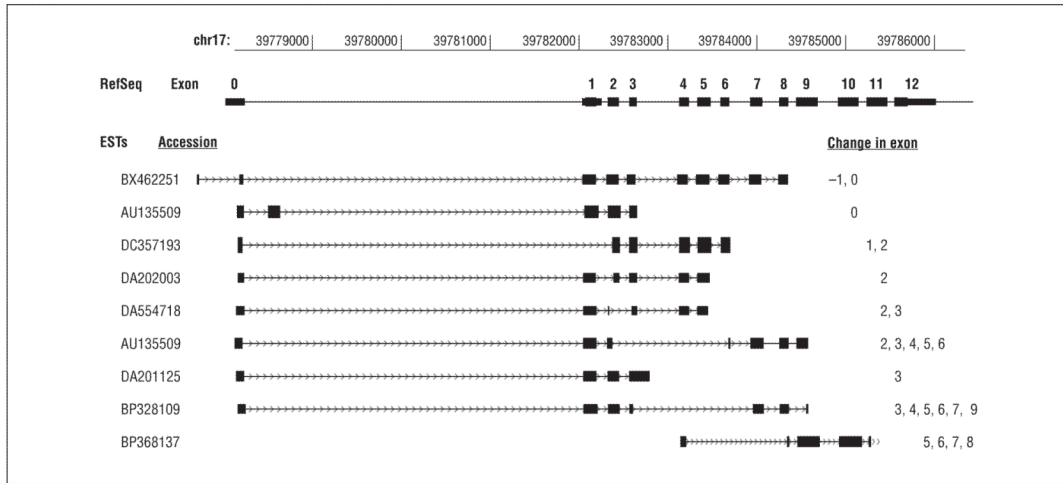 chr17: 39779000 39780000 39781000 39782000 39783000 39784000 39785000 39786000
RefSeq Exon 0 1 2 3 4 5 6 7 8 9 10 11 12
ESTs Accession Change in exon
BX462251 –1, 0
AU135509 0
DC357193 1, 2
DA202003 2
DA554718 2, 3
AU135509 2, 3, 4, 5, 6
DA201125 3
BP328109 3, 4, 5, 6, 7, 9
BP368137 5, 6, 7, 8